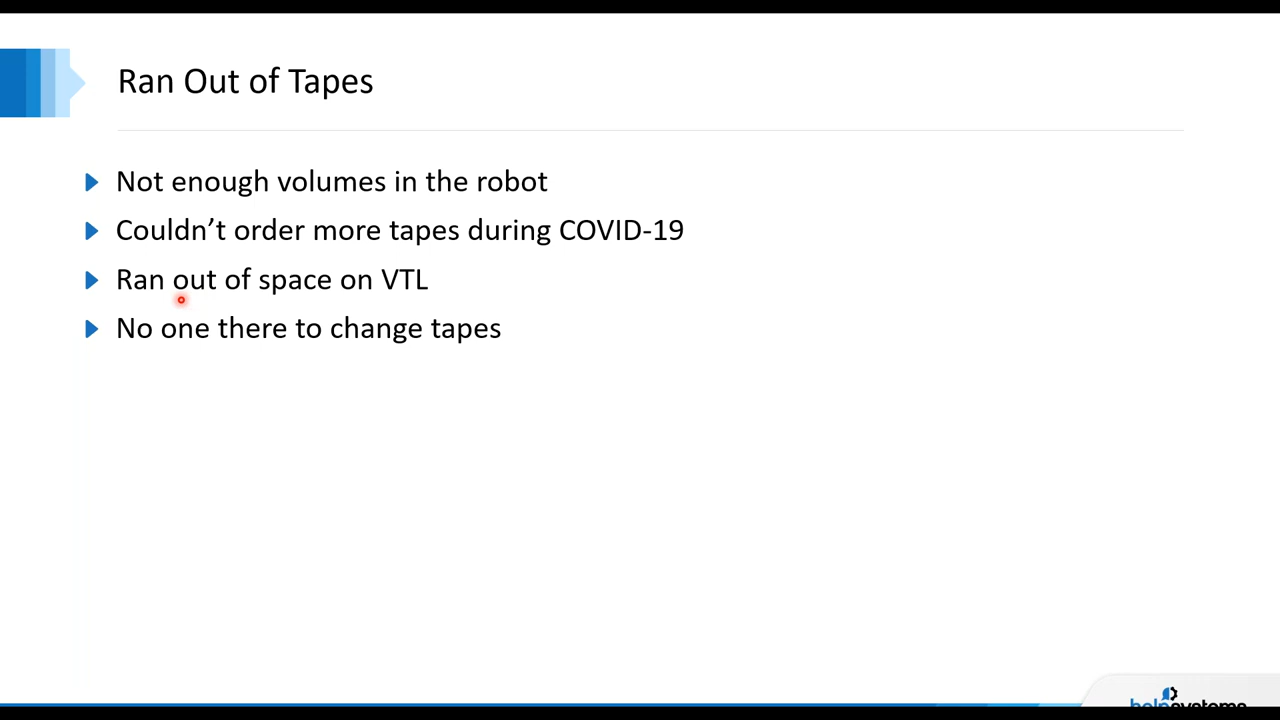 Ran Out of Tapes
Not enough volumes in the robot
Couldn’t order more tapes during COVID-19
Ran out of space on VTL
No one there to change tapes
helpsystems